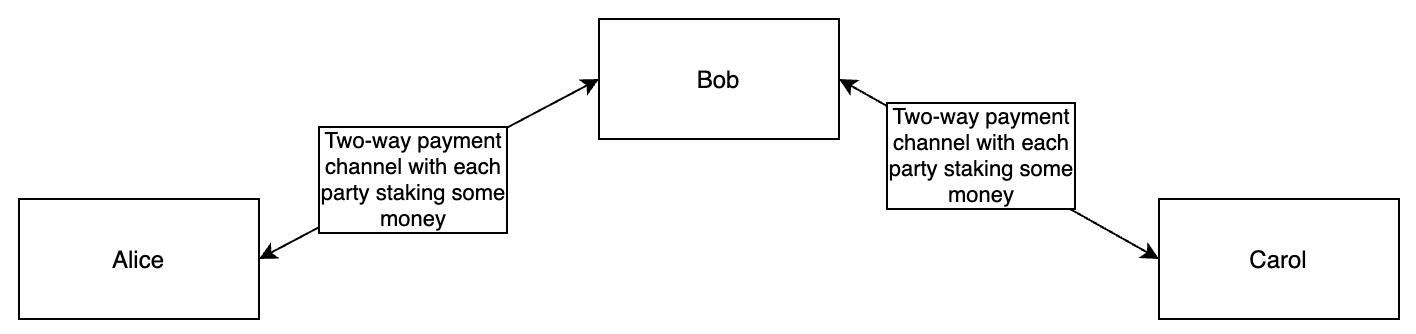 Bob
Two-way payment
channel with each
party staking some
money
Two-way payment
channel with each
party staking some
money
Alice
Carol